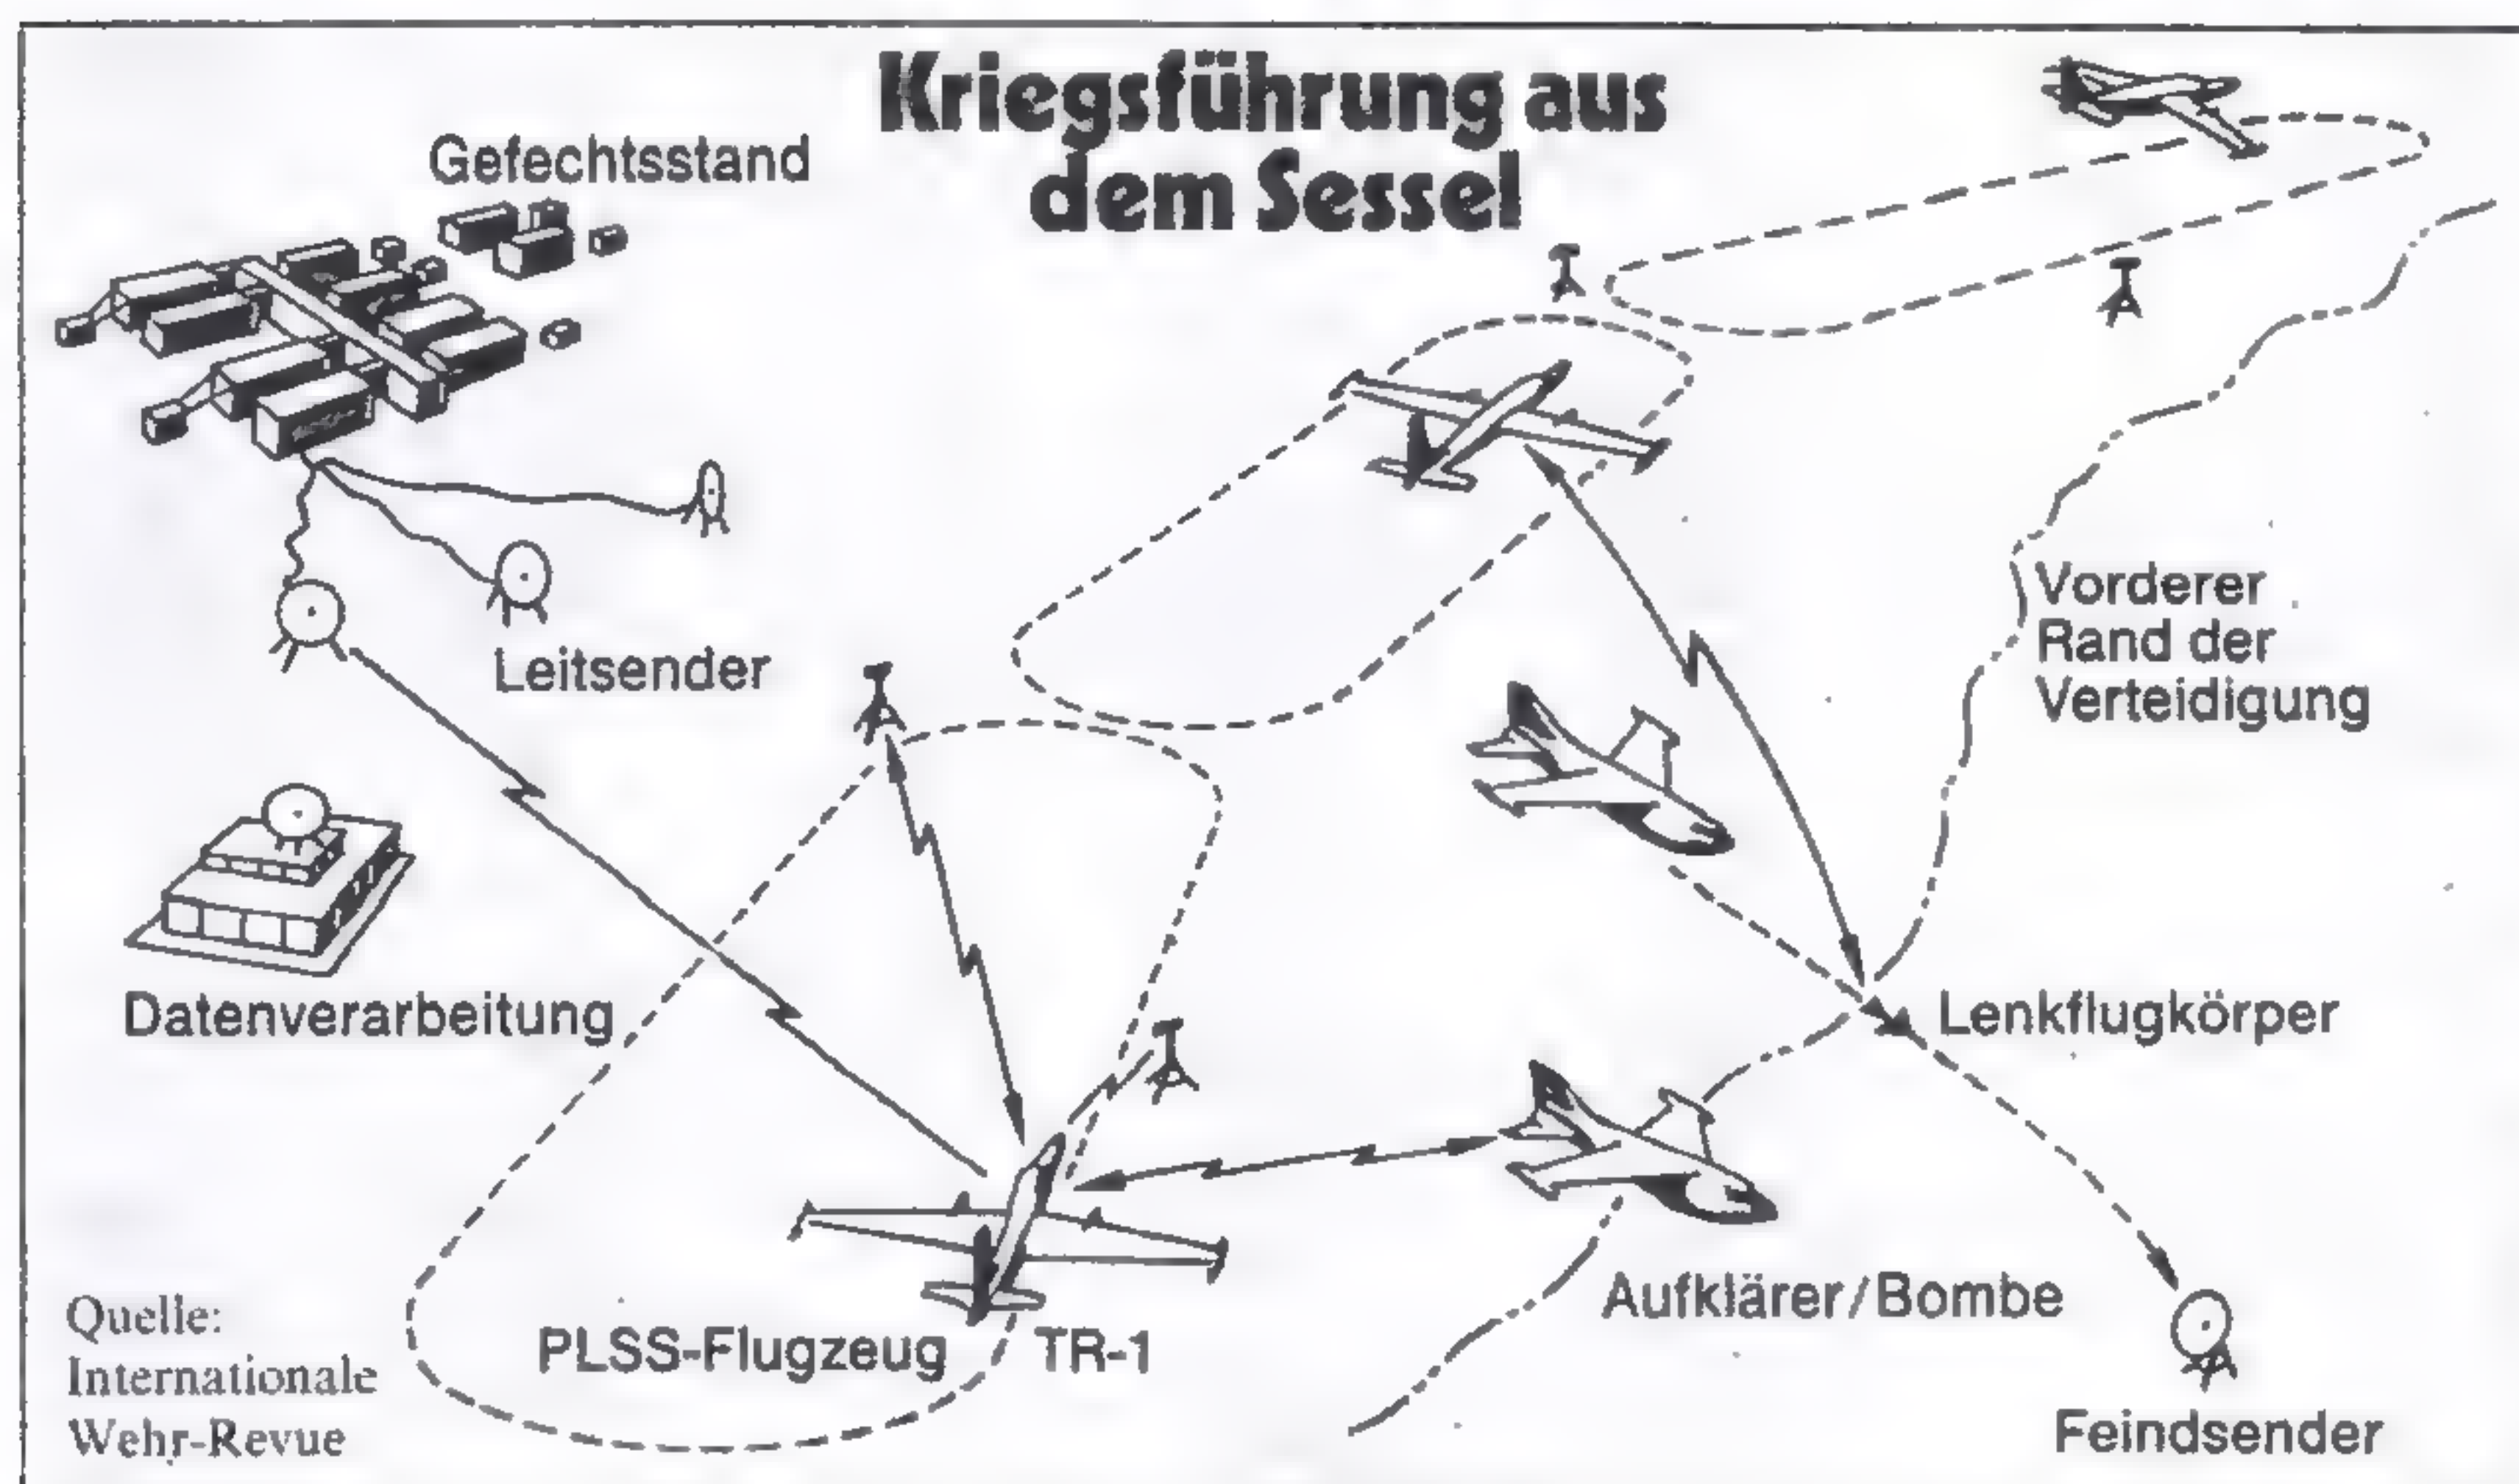 Kriegsführung aus
dem Sessel
Gefechtsstand
Leitsender
Vorderer
Rand der
Verteidigung
Datenverarbeitung
Lenkflugkörper
Aufklärer/Bombe
PLSS-Flugzeug TR-1
Quelle:
Internationale
Wehr-Revue
Feindsender